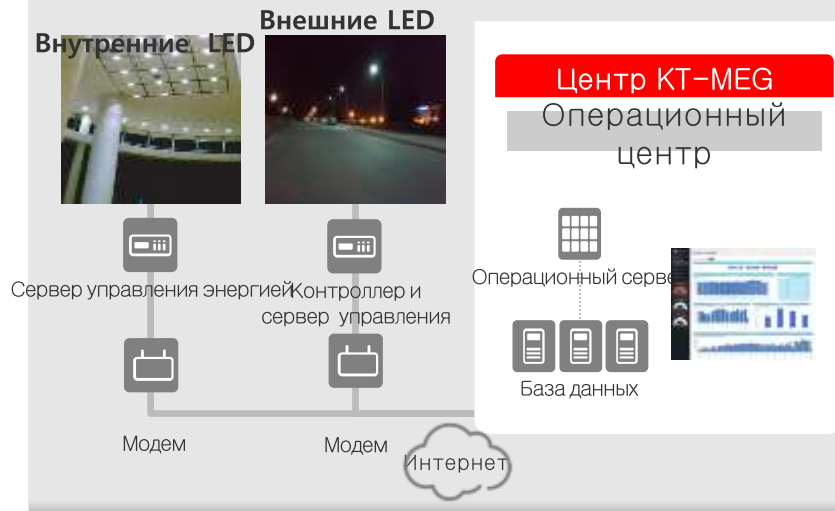 Внутренние LED
Внешние LED
Центр KT-MEG
Операционный
центр
Сервер управления энергией
Контроллер и
сервер управления
Операционный серве
База данных
Модем
Модем
Интернет